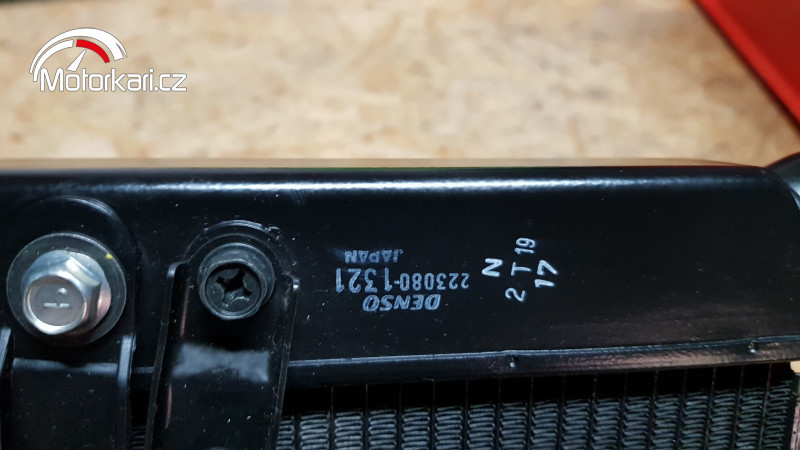 Motorkari.cz
DENSO
223080-1321
JAPAN
N
2 T 19
17